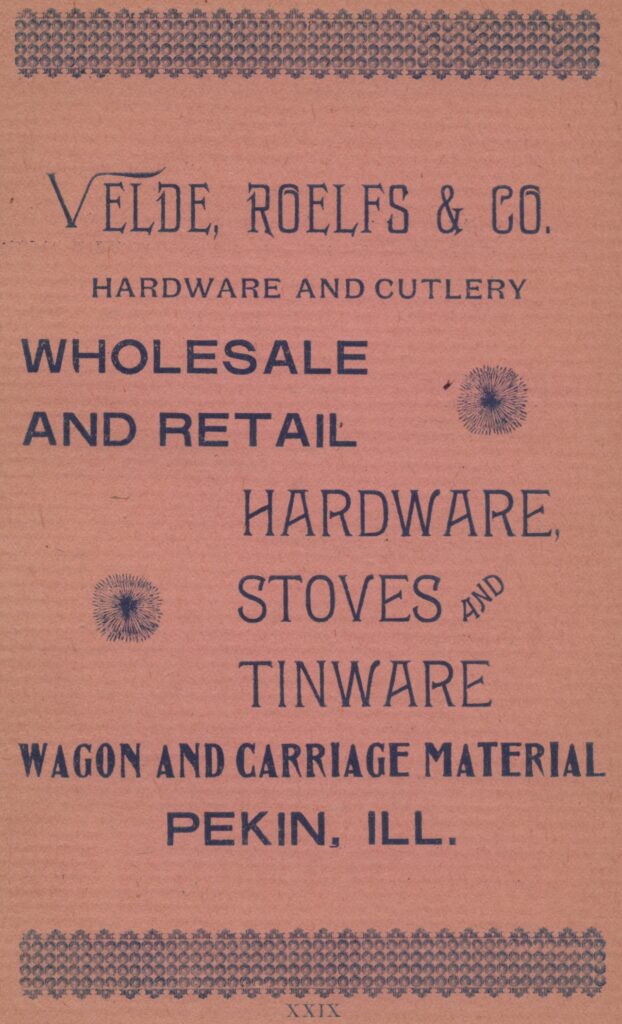 VELDE, ROELFS & CO.
HARDWARE AND CUTLERY
WHOLESALE
AND RETAIL
HARDWARE,
STOVES AND
TINWARE
WAGON AND CARRIAGE MATERIAL
PEKIN, ILL.
XXIX